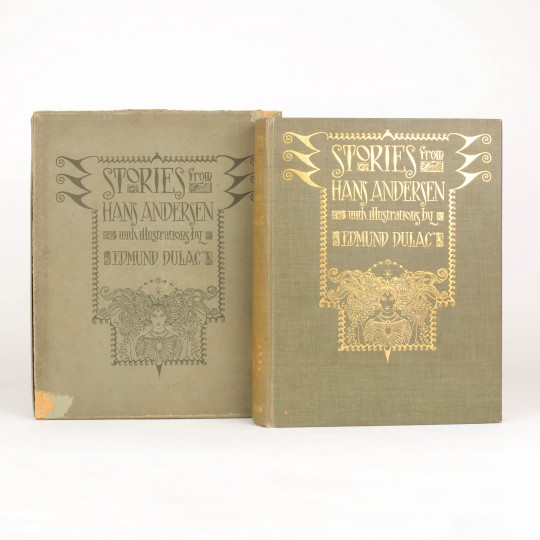 STORIES from
HANS ANDERSEN
with illustrations by
EDMUND DULAC
STORIES from
HANS ANDERSEN
with illustrations by
EDMUND DULAC